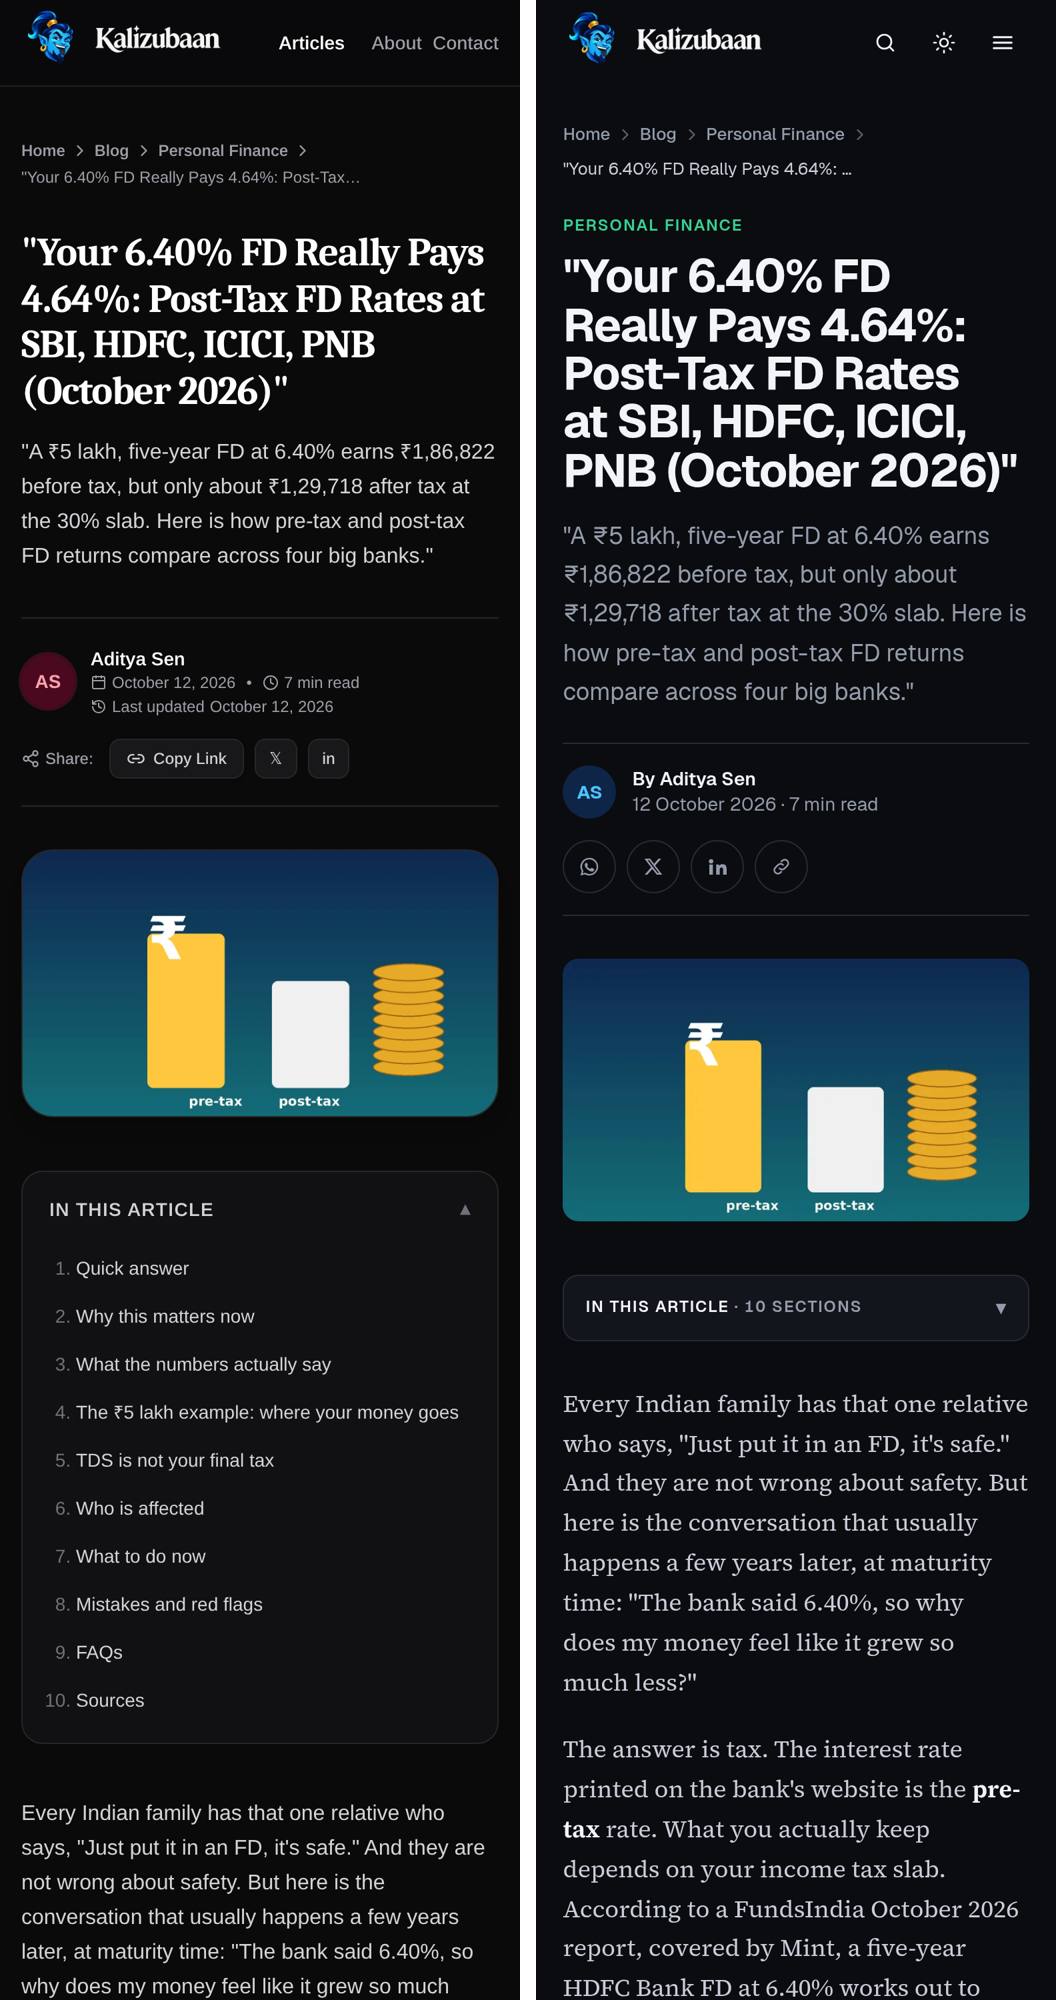 Kalizubaan
Articles About Contact
Home > Blog > Personal Finance >
"Your 6.40% FD Really Pays 4.64%: Post-Tax...
"Your 6.40% FD Really Pays
4.64%: Post-Tax FD Rates at
SBI, HDFC, ICICI, PNB
(October 2026)"
"A ₹5 lakh, five-year FD at 6.40% earns ₹1,86,822
before tax, but only about ₹1,29,718 after tax at
the 30% slab. Here is how pre-tax and post-tax
FD returns compare across four big banks."
AS
Aditya Sen
October 12, 2026 • 7 min read
Last updated October 12, 2026
Share: Copy Link 𝕏 in
₹
pre-tax post-tax
IN THIS ARTICLE ▲
1. Quick answer
2. Why this matters now
3. What the numbers actually say
4. The ₹5 lakh example: where your money goes
5. TDS is not your final tax
6. Who is affected
7. What to do now
8. Mistakes and red flags
9. FAQs
10. Sources
Every Indian family has that one relative who
says, "Just put it in an FD, it's safe." And they are
not wrong about safety. But here is the
conversation that usually happens a few years
later, at maturity time: "The bank said 6.40%, so
why does my money feel like it grew so much
Kalizubaan
Home > Blog > Personal Finance >
"Your 6.40% FD Really Pays 4.64%: ...
PERSONAL FINANCE
"Your 6.40% FD
Really Pays 4.64%:
Post-Tax FD Rates
at SBI, HDFC, ICICI,
PNB (October 2026)"
"A ₹5 lakh, five-year FD at 6.40% earns
₹1,86,822 before tax, but only about
₹1,29,718 after tax at the 30% slab. Here is
how pre-tax and post-tax FD returns
compare across four big banks."
AS
By Aditya Sen
12 October 2026 · 7 min read
X in
₹
pre-tax post-tax
IN THIS ARTICLE · 10 SECTIONS ▼
Every Indian family has that one relative
who says, "Just put it in an FD, it's safe."
And they are not wrong about safety. But
here is the conversation that usually
happens a few years later, at maturity
time: "The bank said 6.40%, so why
does my money feel like it grew so
much less?"
The answer is tax. The interest rate
printed on the bank's website is the pre-
tax rate. What you actually keep
depends on your income tax slab.
According to a FundsIndia October 2026
report, covered by Mint, a five-year
HDFC Bank FD at 6.40% works out to